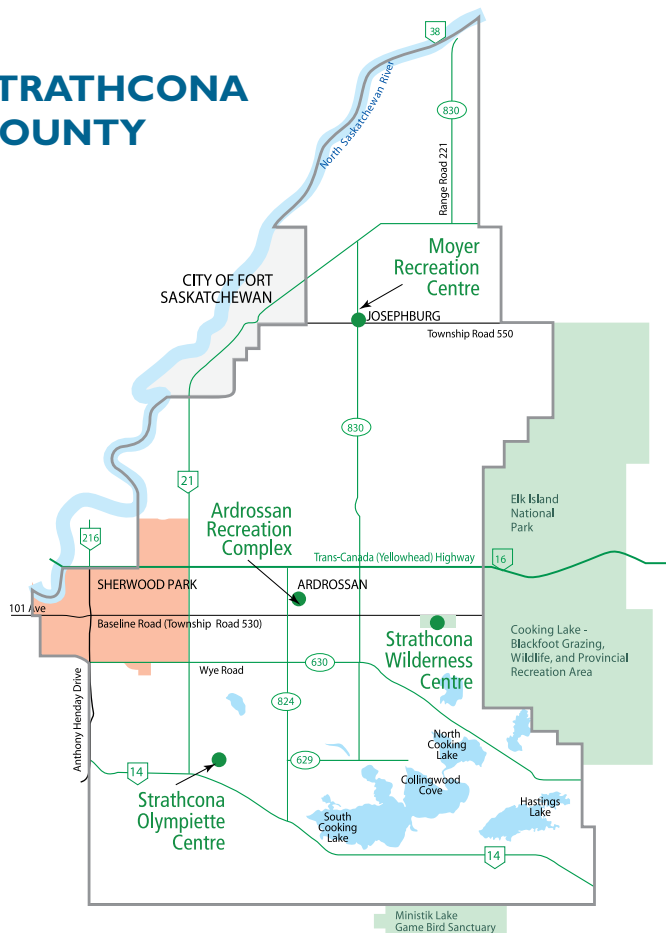 TRATHCONA
OUNTY
38
North Saskatchewan River
830
Range Road 221
Moyer
Recreation
Centre
CITY OF FORT
SASKATCHEWAN
JOSEPHBURG
Township Road 550
830
21
Ardrossan
Recreation
Complex
Elk Island
National
Park
216
Trans-Canada (Yellowhead) Highway
16
SHERWOOD PARK
ARDROSSAN
101 Ave
Baseline Road (Township Road 530)
Strathcona
Wilderness
Centre
Cooking Lake -
Blackfoot Grazing,
Wildlife, and Provincial
Recreation Area
Wye Road
630
Anthony Henday Drive
824
North
Cooking
Lake
629
14
Collingwood
Cove
Strathcona
Olympiette
Centre
South
Cooking
Lake
Hastings
Lake
14
Ministik Lake
Game Bird Sanctuary